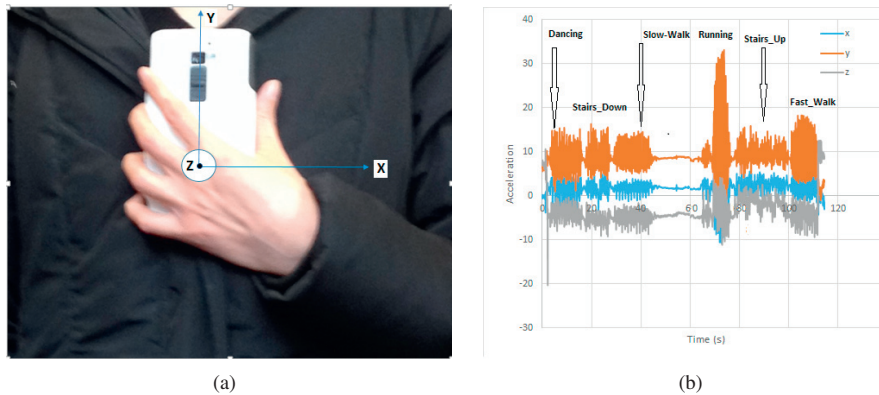 Y
Z
X
(a)
40
30
20
10
0
-10
-20
-30
Acceleration
0
20
40
60
80
100
120
Time (s)
Dancing
Stairs_Down
Slow-Walk
Running
Stairs_Up
Fast_Walk
x
y
z
(b)